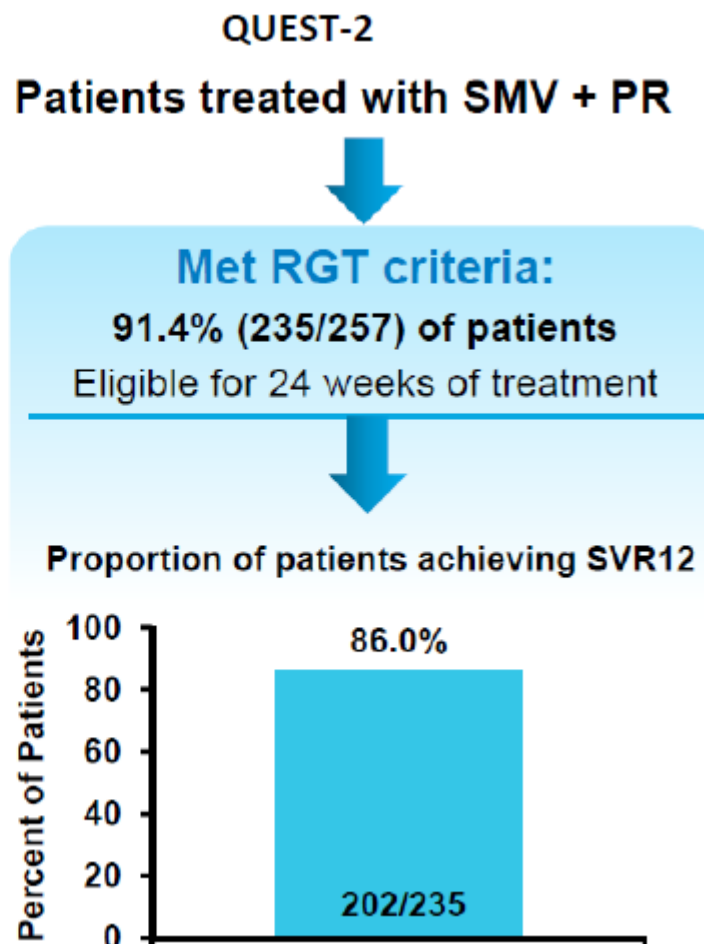 QUEST-2
Patients treated with SMV + PR
Met RGT criteria:
91.4% (235/257) of patients
Eligible for 24 weeks of treatment
Proportion of patients achieving SVR12
Percent of Patients
100
80
60
40
20
0
86.0%
202/235